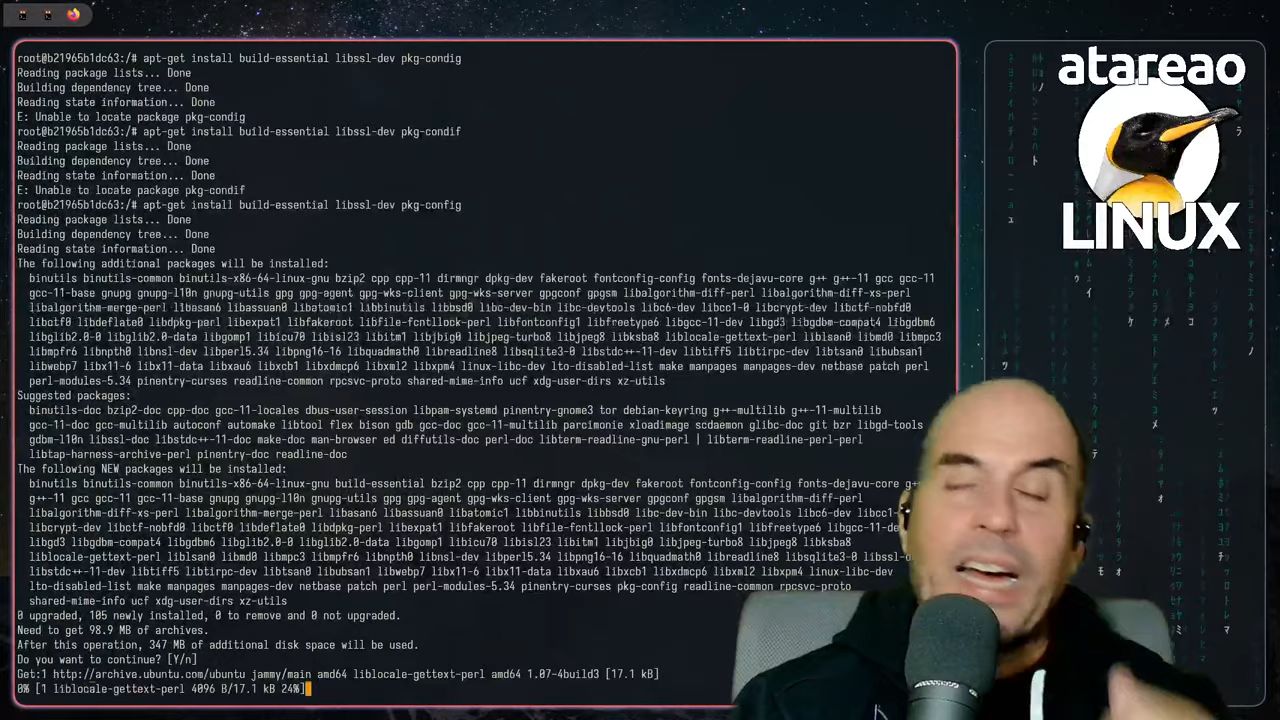 root@b21965b1dc63:/# apt-get install build-essential libssl-dev pkg-condig
Reading package lists... Done
Building dependency tree... Done
Reading state information... Done
E: Unable to locate package pkg-condig
root@b21965b1dc63:/# apt-get install build-essential libssl-dev pkg-condif
Reading package lists... Done
Building dependency tree... Done
Reading state information... Done
E: Unable to locate package pkg-condif
root@b21965b1dc63:/# apt-get install build-essential libssl-dev pkg-config
Reading package lists... Done
Building dependency tree... Done
Reading state information... Done
The following additional packages will be installed:
binutils binutils-common binutils-x86-64-linux-gnu bzip2 cpp cpp-11 dirmngr dpkg-dev fakeroot fontconfig-config fonts-dejavu-core g++ g++-11 gcc gcc-11
gcc-11-base gnupg gnupg-l10n gnupg-utils gpg gpg-agent gpg-wks-client gpg-wks-server gpgconf gpgsm libalgorithm-diff-perl libalgorithm-diff-xs-perl
libalgorithm-merge-perl libasan6 libassuan0 libatomic1 libbinutils libbsd0 libc-dev-bin libc-devtools libc6-dev libcc1-0 libcrypt-dev libctf-nobfd0
libctf0 libdeflate0 libdpkg-perl libexpat1 libfakeroot libfile-fcntllock-perl libfontconfig1 libfreetype6 libgcc-11-dev libgd3 libgdbm-compat4 libgdbm6
libglib2.0-0 libglib2.0-data libgomp1 libicu70 libisl23 libitm1 libjbig0 libjpeg-turbo8 libjpeg8 libksba8 liblocale-gettext-perl liblsan0 libmd0 libmpc3
libmpfr6 libnpth0 libnsl-dev libperl5.34 libpng16-16 libquadmath0 libreadline8 libsqlite3-0 libstdc++-11-dev libtiff5 libtirpc-dev libtsan0 libubsan1
libwebp7 libx11-6 libx11-data libxau6 libxcb1 libxdmcp6 libxml2 libxpm4 linux-libc-dev lto-disabled-list make manpages manpages-dev netbase patch perl
perl-modules-5.34 pinentry-curses readline-common rpcsvc-proto shared-mime-info ucf xdg-user-dirs xz-utils
Suggested packages:
binutils-doc bzip2-doc cpp-doc gcc-11-locales dbus-user-session libpam-systemd pinentry-gnome3 tor debian-keyring g++-multilib g++-11-multilib
gcc-11-doc gcc-multilib autoconf automake libtool flex bison gdb gcc-doc gcc-11-multilib parcimonie xloadimage scdaemon glibc-doc git bzr libgd-tools
gdbm-l10n libssl-doc libstdc++-11-doc make-doc man-browser ed diffutils-doc perl-doc libterm-readline-gnu-perl | libterm-readline-perl-perl
libtap-harness-archive-perl pinentry-doc readline-doc
The following NEW packages will be installed:
binutils binutils-common binutils-x86-64-linux-gnu build-essential bzip2 cpp cpp-11 dirmngr dpkg-dev fakeroot fontconfig-config fonts-dejavu-core
g++-11 gcc gcc-11 gcc-11-base gnupg gnupg-l10n gnupg-utils gpg gpg-agent gpg-wks-client gpg-wks-server gpgconf gpgsm libalgorithm-diff-perl
libalgorithm-diff-xs-perl libalgorithm-merge-perl libasan6 libassuan0 libatomic1 libbinutils libbsd0 libc-dev-bin libc-devtools libc6-dev
libcrypt-dev libctf-nobfd0 libctf0 libdeflate0 libdpkg-perl libexpat1 libfakeroot libfile-fcntllock-perl libfontconfig1 libfreetype6
libgd3 libgdbm-compat4 libgdbm6 libglib2.0-0 libglib2.0-data libgomp1 libicu70 libisl23 libitm1 libjbig0 libjpeg-turbo8 libjpeg8 libksba8
liblocale-gettext-perl liblsan0 libmd0 libmpc3 libmpfr6 libnpth0 libnsl-dev libperl5.34 libpng16-16 libquadmath0 libreadline8 libsqlite3-0
libstdc++-11-dev libtiff5 libtirpc-dev libtsan0 libubsan1 libwebp7 libx11-6 libx11-data libxau6 libxcb1 libxdmcp6 libxml2 libxpm4 linux-libc-dev
lto-disabled-list make manpages manpages-dev netbase patch perl perl-modules-5.34 pinentry-curses pkg-config readline-common rpcsvc-proto
shared-mime-info ucf xdg-user-dirs xz-utils
0 upgraded, 105 newly installed, 0 to remove and 0 not upgraded.
Need to get 98.9 MB of archives.
After this operation, 347 MB of additional disk space will be used.
Do you want to continue? [Y/n]
Get:1 http://archive.ubuntu.com/ubuntu jammy/main amd64 liblocale-gettext-perl amd64 1.07-4build3 [17.1 kB]
0% [1 liblocale-gettext-perl 4096 B/17.1 kB 24%]
atareao
LINUX